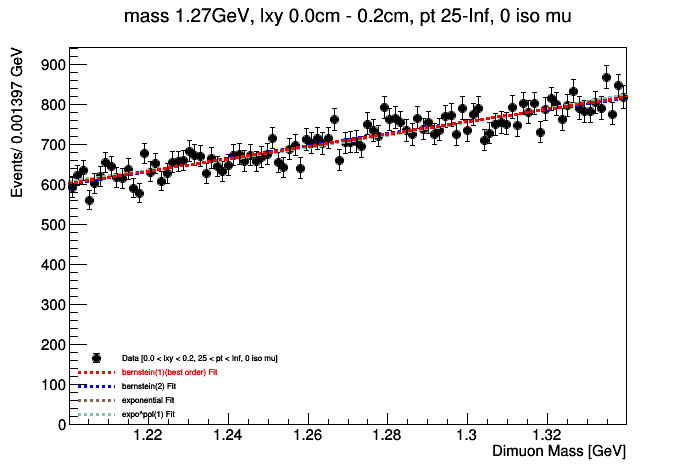 mass 1.27GeV, lxy 0.0cm - 0.2cm, pt 25-Inf, 0 iso mu
Events/ 0.001397 GeV
900
800
700
600
500
400
300
200
100
0
Data [0.0 < lxy < 0.2, 25 < pt < Inf, 0 iso mu]
bernstein(1)(best order) Fit
bernstein(2) Fit
exponential Fit
expo*pol(1) Fit
1.22 1.24 1.26 1.28 1.3 1.32
Dimuon Mass [GeV]